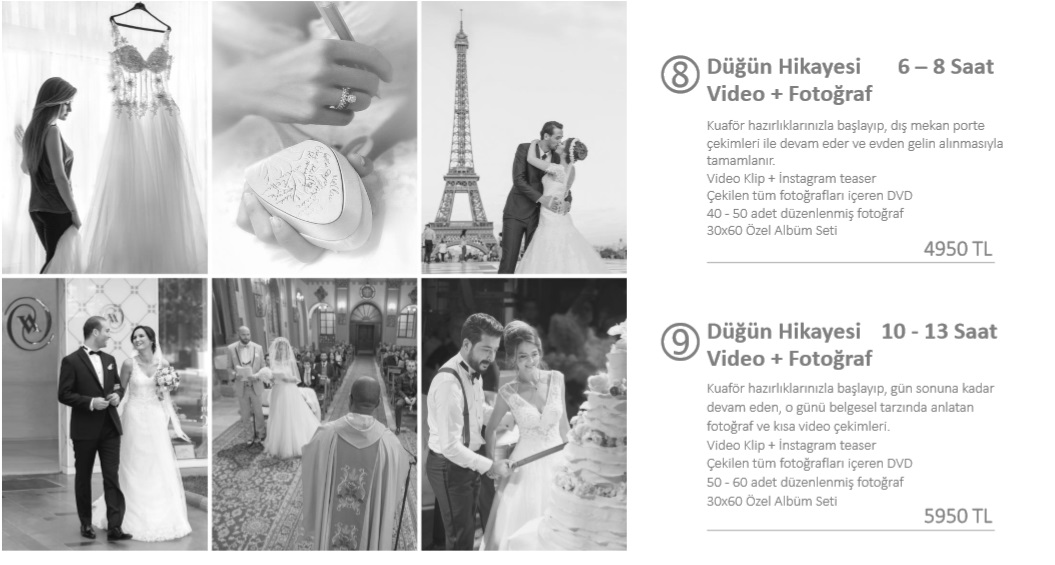 8
Düğün Hikayesi 6 – 8 Saat
Video + Fotoğraf
Kuaför hazırlıklarınızla başlayıp, dış mekan porte
çekimleri ile devam eder ve evden gelin alınmasıyla
tamamlanır.
Video Klip + İnstagram teaser
Çekilen tüm fotoğrafları içeren DVD
40 - 50 adet düzenlenmiş fotoğraf
30x60 Özel Albüm Seti
4950 TL
9
Düğün Hikayesi 10 - 13 Saat
Video + Fotoğraf
Kuaför hazırlıklarınızla başlayıp, gün sonuna kadar
devam eden, o günü belgesel tarzında anlatan
fotoğraf ve kısa video çekimleri.
Video Klip + İnstagram teaser
Çekilen tüm fotoğrafları içeren DVD
50 - 60 adet düzenlenmiş fotoğraf
30x60 Özel Albüm Seti
5950 TL